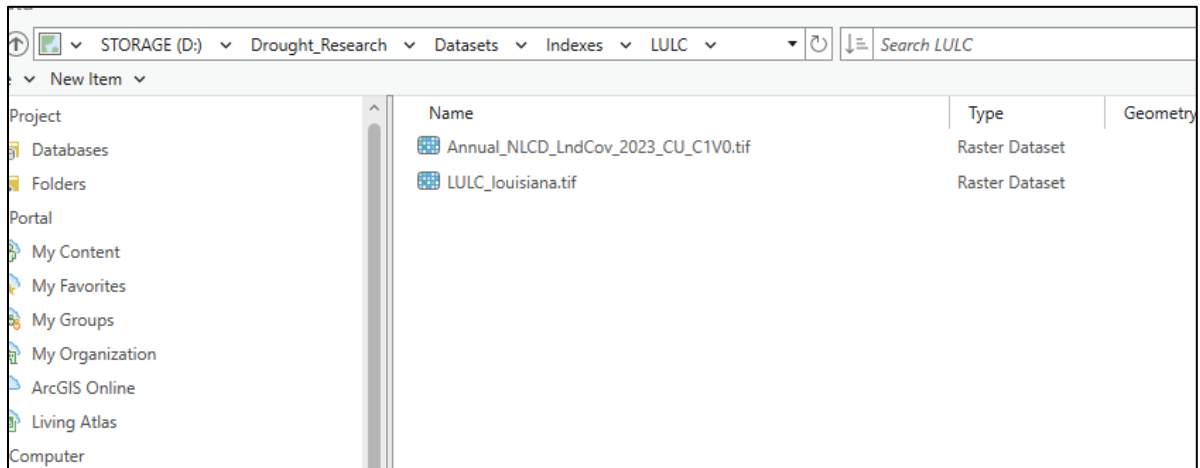 STORAGE (D:) Drought_Research Datasets Indexes LULC Search LULC
New Item
Project
Databases
Folders
Portal
My Content
My Favorites
My Groups
My Organization
ArcGIS Online
Living Atlas
Computer
Name Type Geometry
Annual_NLCD_LndCov_2023_CU_C1V0.tif Raster Dataset
LULC_louisiana.tif Raster Dataset